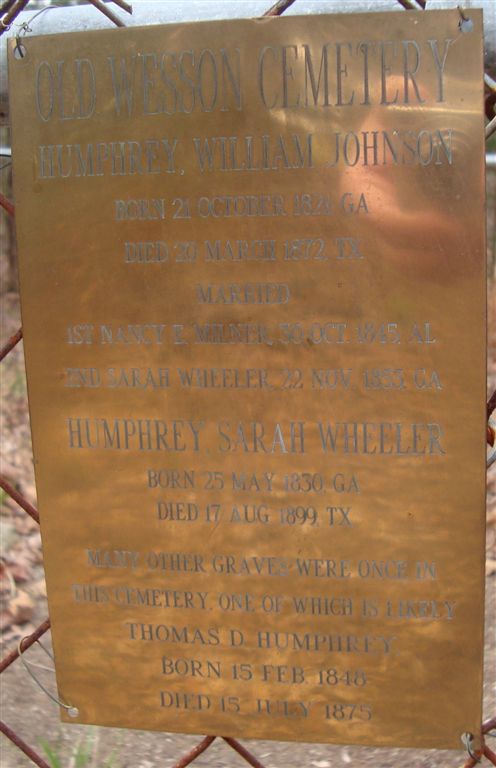 OLD WESSON CEMETERY
HUMPHREY, WILLIAM JOHNSON
BORN 21 OCTOBER 1821, GA
DIED 20 MARCH 1872, TX
MARRIED
1ST NANCY E. MILNER, 30 OCT. 1845, AL
2ND SARAH WHEELER, 22 NOV. 1853, GA
HUMPHREY, SARAH WHEELER
BORN 25 MAY 1830, GA
DIED 17 AUG 1899, TX
MANY OTHER GRAVES WERE ONCE IN
THIS CEMETERY, ONE OF WHICH IS LIKELY
THOMAS D. HUMPHREY,
BORN 15 FEB. 1848
DIED 15 JULY 1875